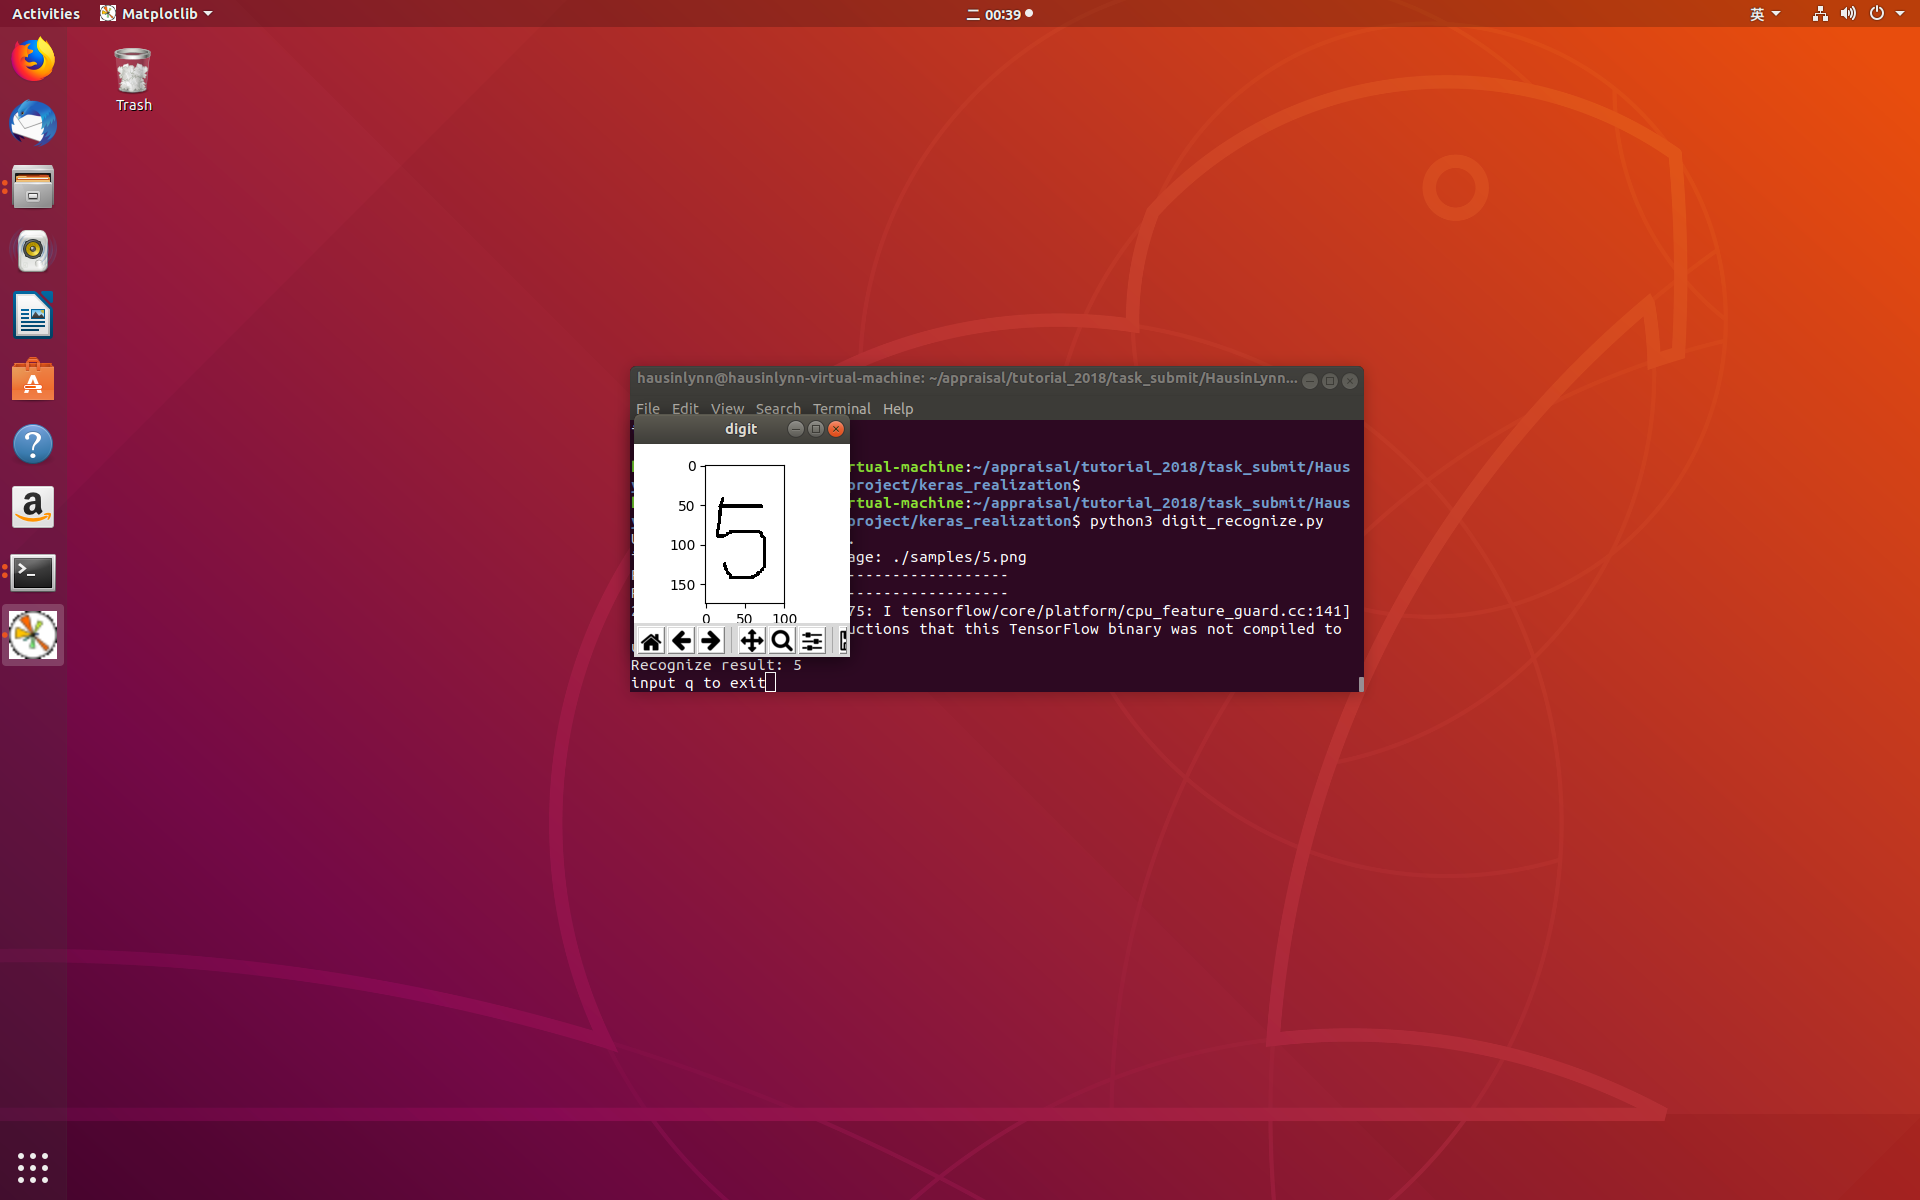 Activities Matplotlib 二 00:39 英
Trash
hausinlynn@hausinlynn-virtual-machine: ~/appraisal/tutorial_2018/task_submit/HausinLynn...
File Edit View Search Terminal Help
digit
rtual-machine:~/appraisal/tutorial_2018/task_submit/Haus
project/keras_realization$
rtual-machine:~/appraisal/tutorial_2018/task_submit/Haus
project/keras_realization$ python3 digit_recognize.py
age: ./samples/5.png
------------------
------------------
75: I tensorflow/core/platform/cpu_feature_guard.cc:141]
uctions that this TensorFlow binary was not compiled to
0
50
100
150
0 50 100
5
Recognize result: 5
input q to exit